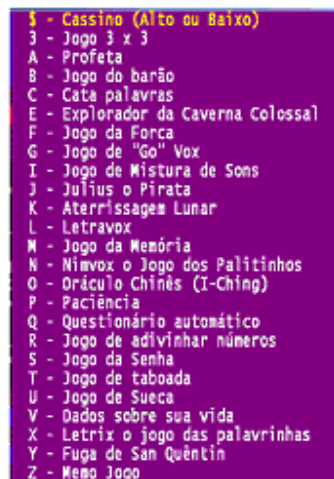 $ - Cassino (Alto ou Baixo)
3 - Jogo 3 x 3
A - Profeta
B - Jogo do barão
C - Cata palavras
E - Explorador da Caverna Colossal
F - Jogo da Forca
G - Jogo de "Go" Vox
I - Jogo de Mistura de Sons
J - Julius o Pirata
K - Aterrissagem Lunar
L - Letravox
M - Jogo da Memória
N - Nimvox o Jogo dos Palitinhos
O - Oráculo Chinês (I-Ching)
P - Paciência
Q - Questionário automático
R - Jogo de adivinhar números
S - Jogo da Senha
T - Jogo de taboada
U - Jogo de Sueca
V - Dados sobre sua vida
X - Letrix o jogo das palavrinhas
Y - Fuga de San Quêntin
Z - Memo Jogo